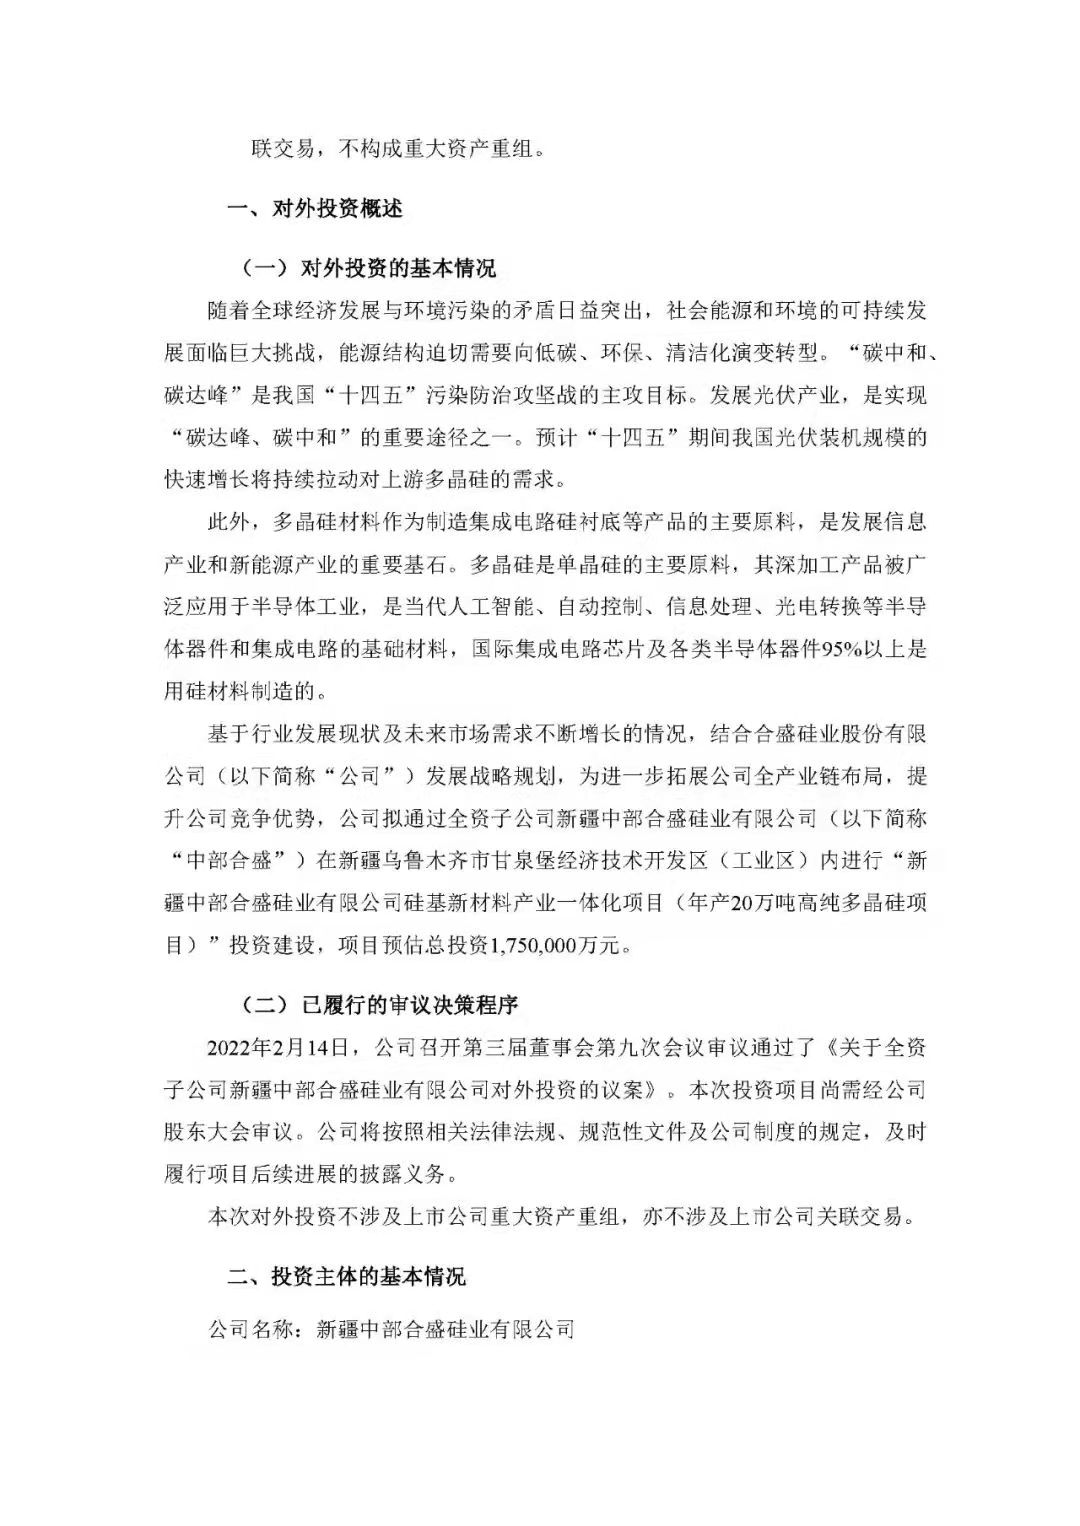 联交易，不构成重大资产重组。
一、对外投资概述
（一）对外投资的基本情况
随着全球经济发展与环境污染的矛盾日益突出，社会能源和环境的可持续发
展面临巨大挑战，能源结构迫切需要向低碳、环保、清洁化演变转型。“碳中和、
碳达峰”是我国“十四五”污染防治攻坚战的主攻目标。发展光伏产业，是实现
“碳达峰、碳中和”的重要途径之一。预计“十四五”期间我国光伏装机规模的
快速增长将持续拉动对上游多晶硅的需求。
此外，多晶硅材料作为制造集成电路硅衬底等产品的主要原料，是发展信息
产业和新能源产业的重要基石。多晶硅是单晶硅的主要原料，其深加工产品被广
泛应用于半导体工业，是当代人工智能、自动控制、信息处理、光电转换等半导
体器件和集成电路的基础材料，国际集成电路芯片及各类半导体器件95%以上是
用硅材料制造的。
基于行业发展现状及未来市场需求不断增长的情况，结合合盛硅业股份有限
公司（以下简称“公司”）发展战略规划，为进一步拓展公司全产业链布局，提
升公司竞争优势，公司拟通过全资子公司新疆中部合盛硅业有限公司（以下简称
“中部合盛”）在新疆乌鲁木齐市甘泉堡经济技术开发区（工业区）内进行“新
疆中部合盛硅业有限公司硅基新材料产业一体化项目（年产20万吨高纯多晶硅项
目）”投资建设，项目预估总投资1,750,000万元。
（二）已履行的审议决策程序
2022年2月14日，公司召开第三届董事会第九次会议审议通过了《关于全资
子公司新疆中部合盛硅业有限公司对外投资的议案》。本次投资项目尚需经公司
股东大会审议。公司将按照相关法律法规、规范性文件及公司制度的规定，及时
履行项目后续进展的披露义务。
本次对外投资不涉及上市公司重大资产重组，亦不涉及上市公司关联交易。
二、投资主体的基本情况
公司名称：新疆中部合盛硅业有限公司